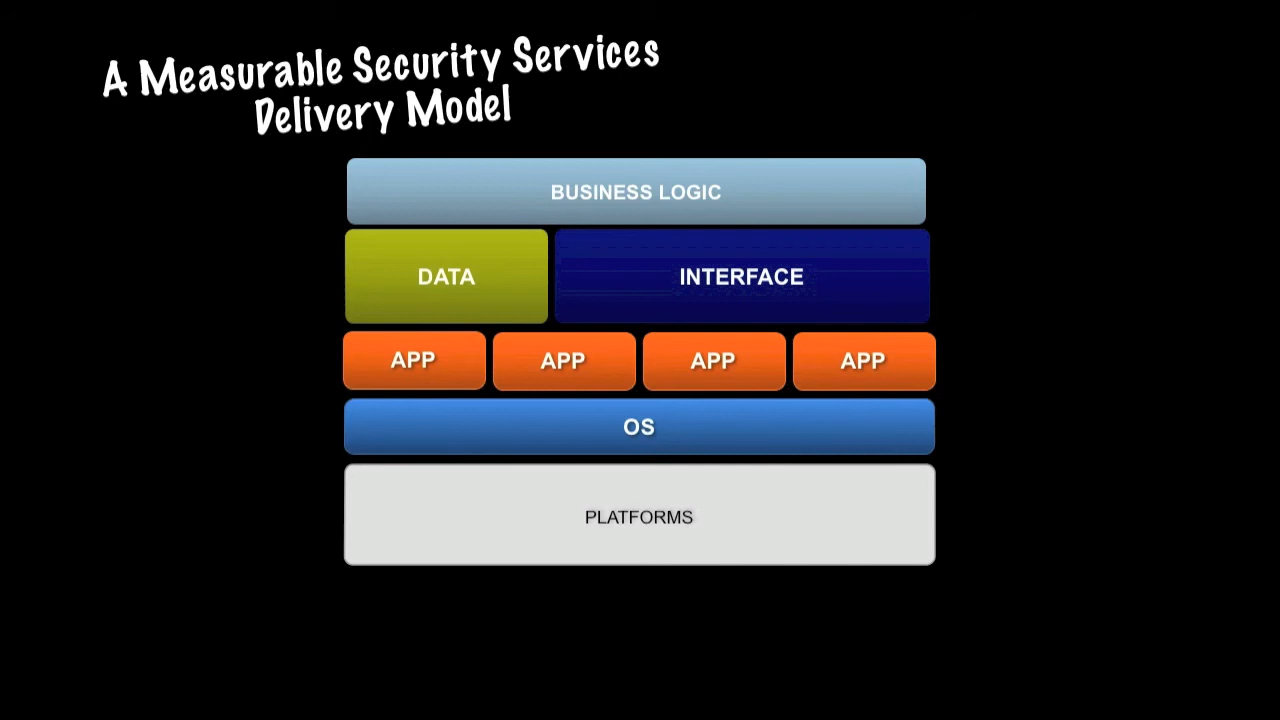 A Measurable Security Services
Delivery Model
BUSINESS LOGIC
DATA
INTERFACE
APP
APP
APP
APP
OS
PLATFORMS